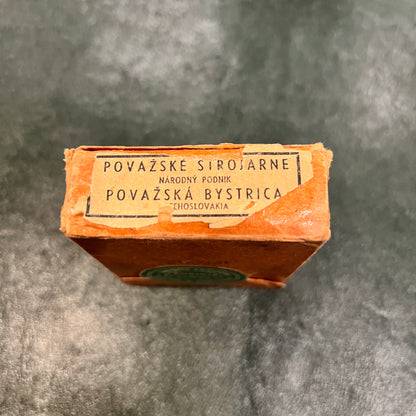 POVAŽSKÉ STROJÁRNE
NÁRODNÝ PODNIK
POVAŽSKÁ BYSTRICA
CHOSLOVAKIA